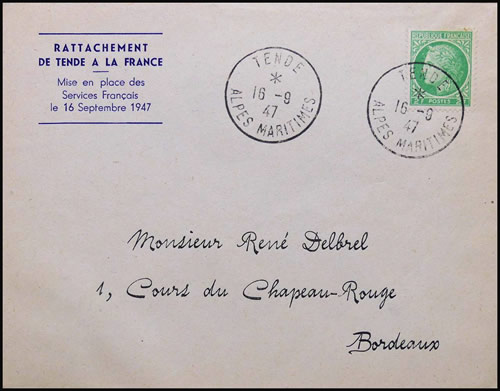 RATTACHEMENT
DE TENDE A LA FRANCE
Mise en place des
Services Français
le 16 Septembre 1947
TENDE
*
16 -9
47
ALPES MARITIMES
REPUBLIQUE FRANÇAISE
2F POSTES
TENDE
*
16 -9
47
ALPES MARITIMES
Monsieur René Delbrel
1, Cours du Chapeau-Rouge
Bordeaux